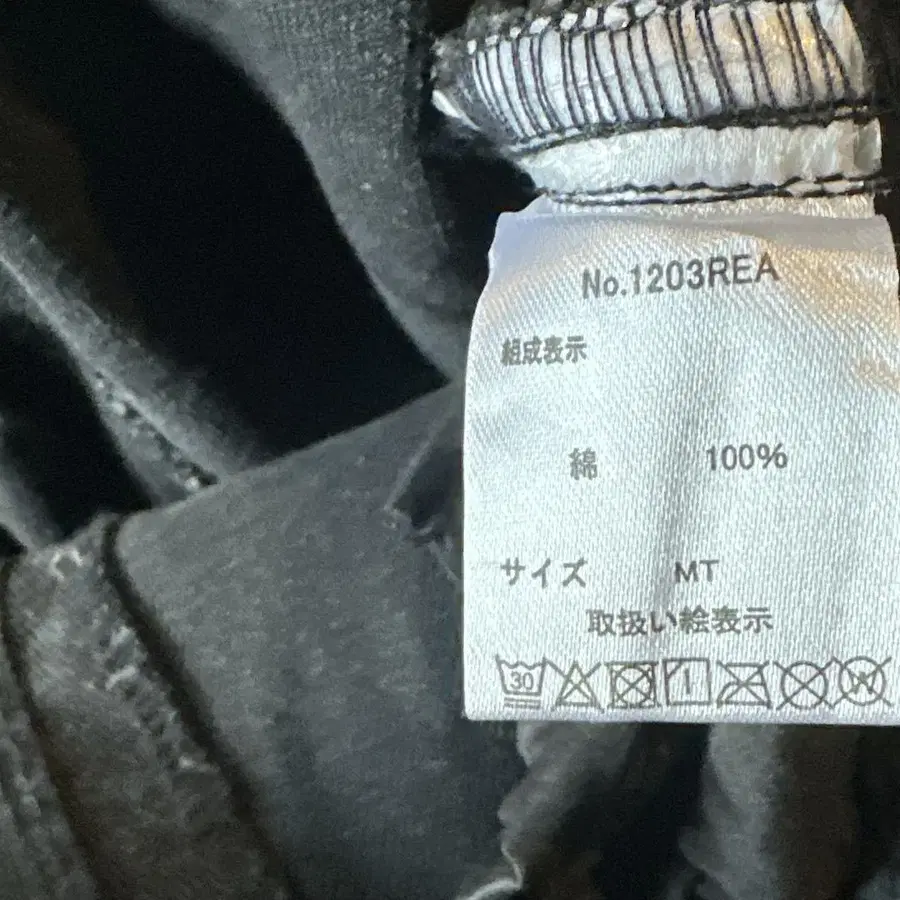 No.1203REA
組成表示
綿 100%
サイズ MT
取扱い絵表示
30 W